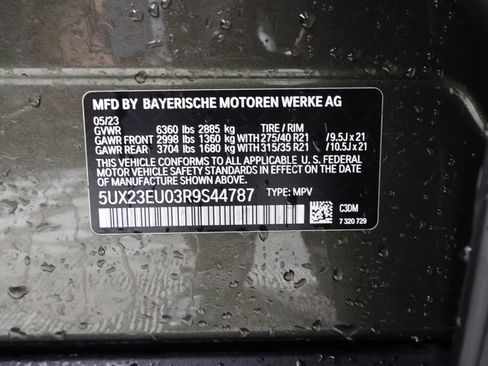 MFD BY BAYERISCHE MOTOREN WERKE AG
05/23
GVWR 6360 lbs 2885 kg TIRE / RIM
GAWR FRONT 2998 lbs 1360 kg WITH 275/40 R21 /9.5J x 21
GAWR REAR 3704 lbs 1680 kg WITH 315/35 R21 /10.5J x 21
THIS VEHICLE CONFORMS TO ALL APPLICABLE U. S. FEDERAL
MOTOR VEHICLE SAFETY STANDARDS IN EFFECT ON THE DATE
OF MANUFACTURE SHOWN ABOVE.
5UX23EU03R9S44787 TYPE: MPV
C3DM
7 320 729